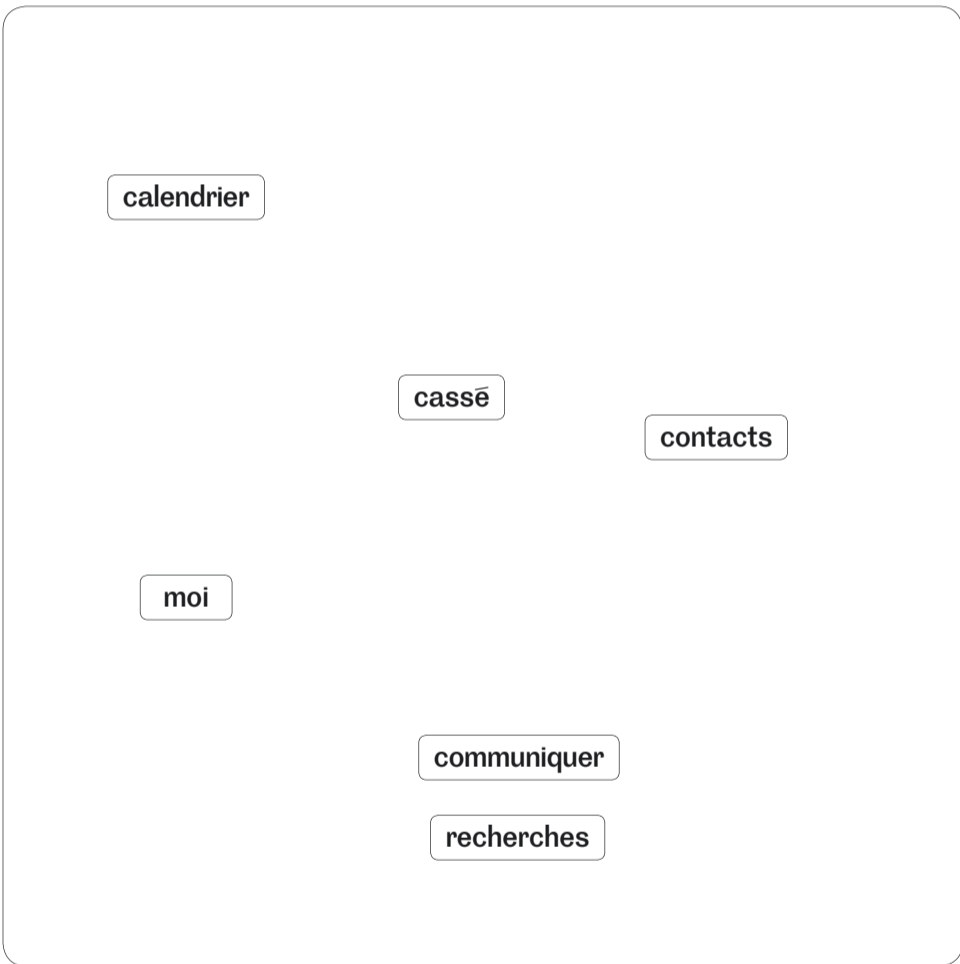 calendrier
cassé
contacts
moi
communiquer
recherches